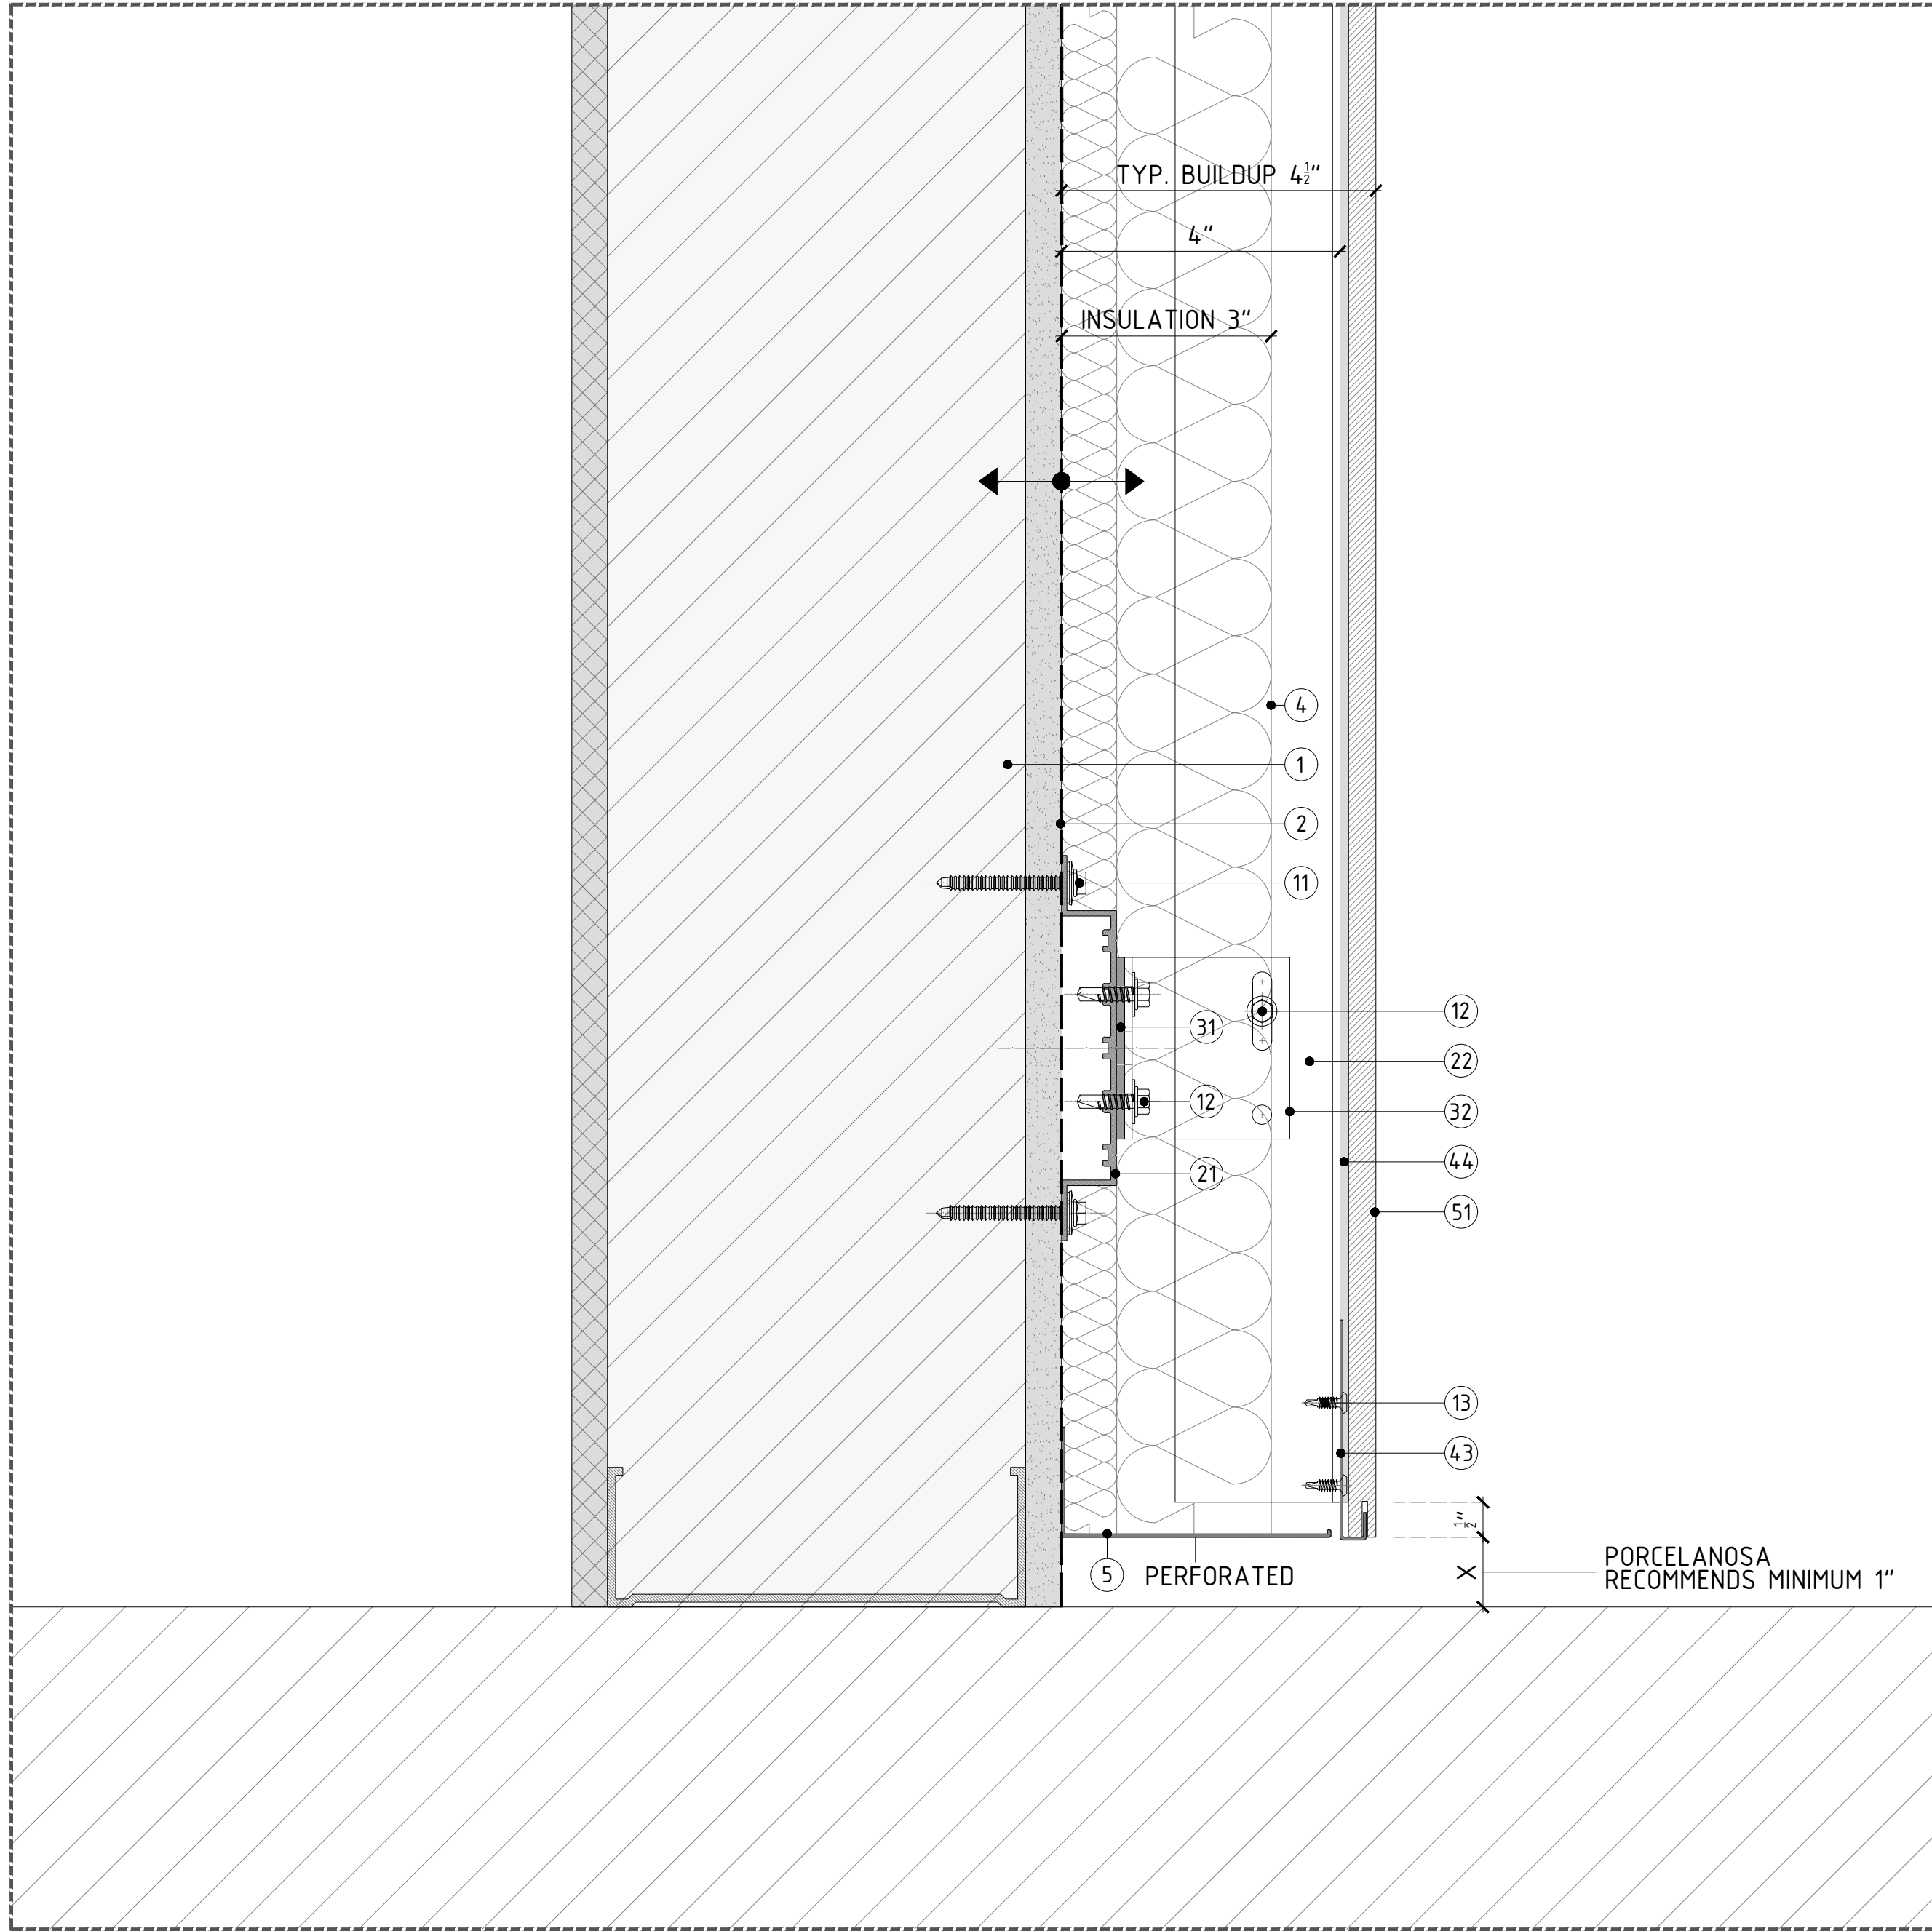 TYP. BUILDUP 4½"
4"
INSULATION 3"
4
1
2
11
12
31
22
12
32
44
21
51
13
43
½"
5
PERFORATED
X
PORCELANOSA
RECOMMENDS MINIMUM 1"